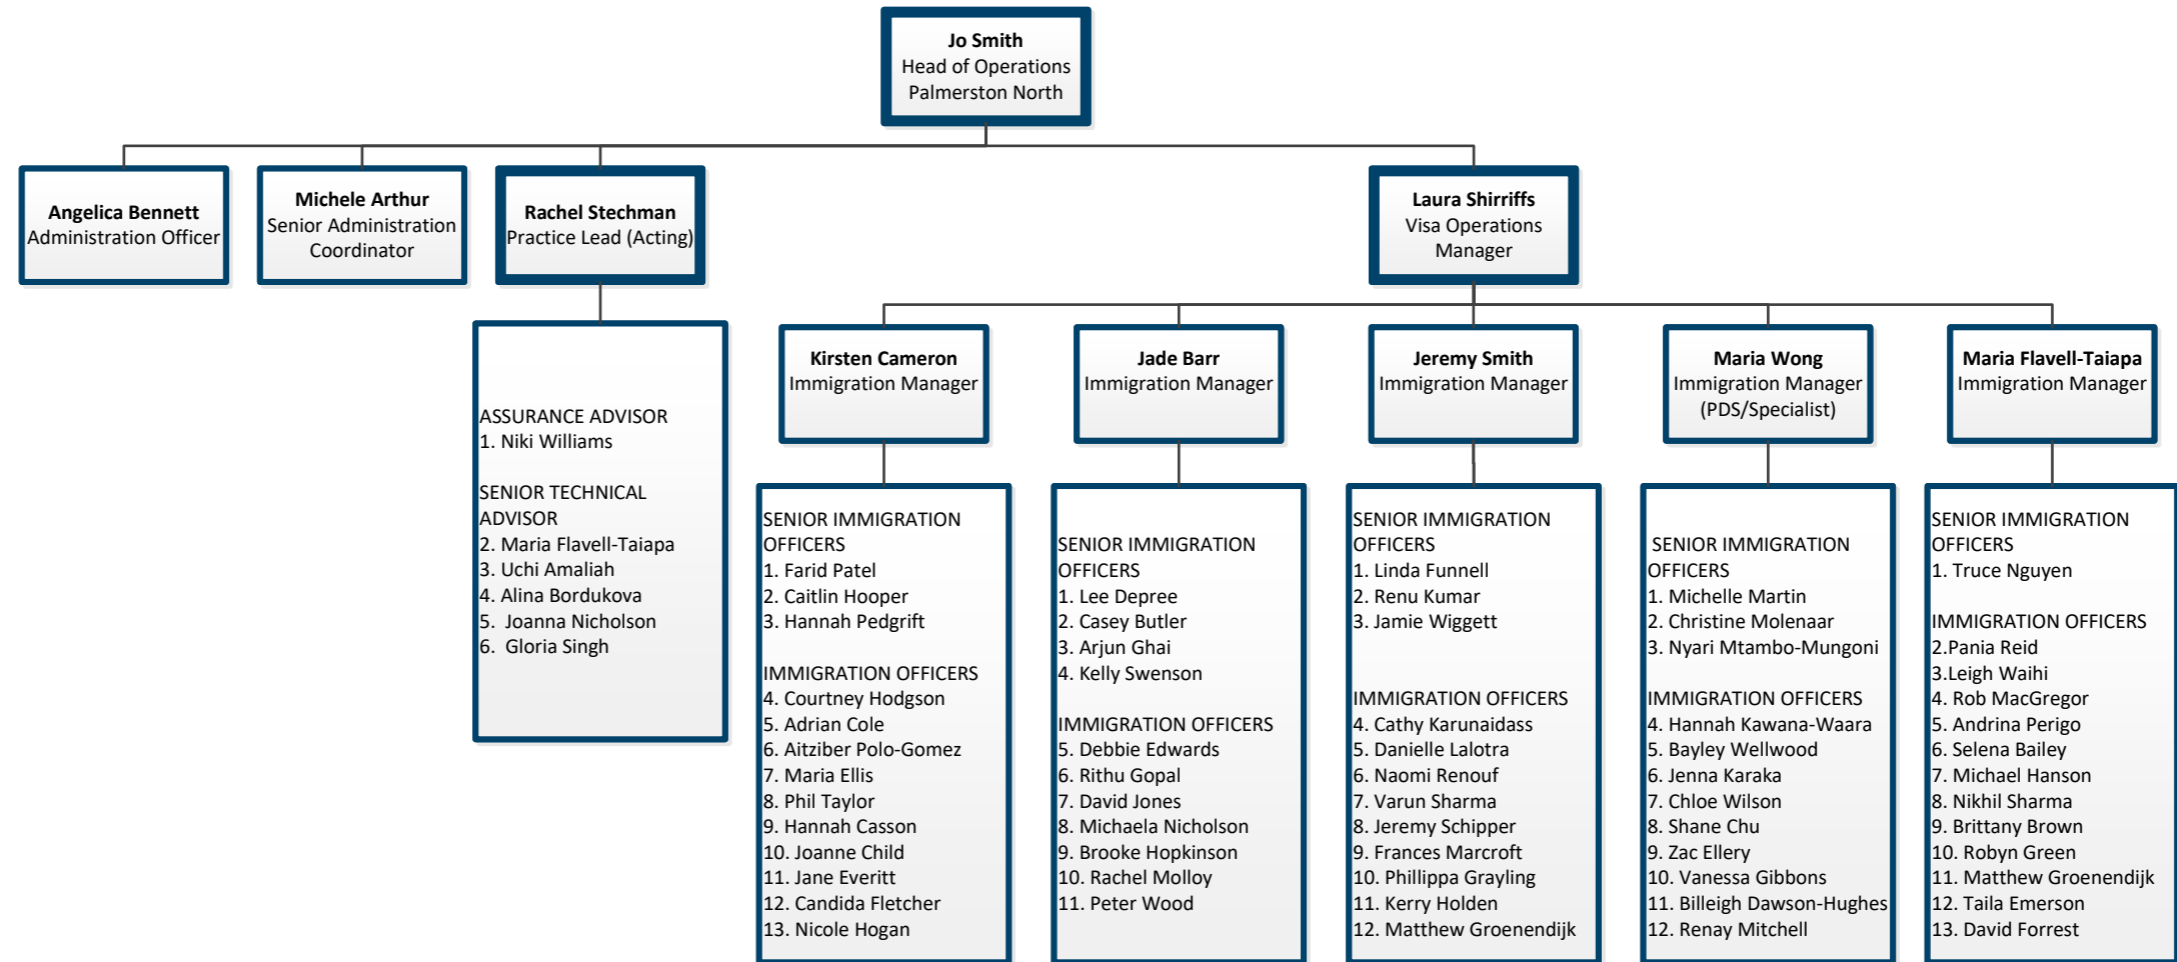 Jo Smith
Head of Operations
Palmerston North
Angelica Bennett
Administration Officer
Michele Arthur
Senior Administration
Coordinator
Rachel Stechman
Practice Lead (Acting)
Laura Shirriffs
Visa Operations
Manager
ASSURANCE ADVISOR
1. Niki Williams
SENIOR TECHNICAL
ADVISOR
2. Maria Flavell-Taiapa
3. Uchi Amaliah
4. Alina Bordukova
5. Joanna Nicholson
6. Gloria Singh
Kirsten Cameron
Immigration Manager
Jade Barr
Immigration Manager
Jeremy Smith
Immigration Manager
Maria Wong
Immigration Manager
(PDS/Specialist)
Maria Flavell-Taiapa
Immigration Manager
SENIOR IMMIGRATION
OFFICERS
1. Farid Patel
2. Caitlin Hooper
3. Hannah Pedgrift
IMMIGRATION OFFICERS
4. Courtney Hodgson
5. Adrian Cole
6. Aitziber Polo-Gomez
7. Maria Ellis
8. Phil Taylor
9. Hannah Casson
10. Joanne Child
11. Jane Everitt
12. Candida Fletcher
13. Nicole Hogan
SENIOR IMMIGRATION
OFFICERS
1. Lee Depree
2. Casey Butler
3. Arjun Ghai
4. Kelly Swenson
IMMIGRATION OFFICERS
5. Debbie Edwards
6. Rithu Gopal
7. David Jones
8. Michaela Nicholson
9. Brooke Hopkinson
10. Rachel Molloy
11. Peter Wood
SENIOR IMMIGRATION
OFFICERS
1. Linda Funnell
2. Renu Kumar
3. Jamie Wiggett
IMMIGRATION OFFICERS
4. Cathy Karunaidass
5. Danielle Lalotra
6. Naomi Renouf
7. Varun Sharma
8. Jeremy Schipper
9. Frances Marcroft
10. Phillippa Grayling
11. Kerry Holden
12. Matthew Groenendijk
SENIOR IMMIGRATION
OFFICERS
1. Michelle Martin
2. Christine Molenaar
3. Nyari Mtambo-Mungoni
IMMIGRATION OFFICERS
4. Hannah Kawana-Waara
5. Bayley Wellwood
6. Jenna Karaka
7. Chloe Wilson
8. Shane Chu
9. Zac Ellery
10. Vanessa Gibbons
11. Billeigh Dawson-Hughes
12. Renay Mitchell
SENIOR IMMIGRATION
OFFICERS
1. Truce Nguyen
IMMIGRATION OFFICERS
2.Pania Reid
3.Leigh Waihi
4. Rob MacGregor
5. Andrina Perigo
6. Selena Bailey
7. Michael Hanson
8. Nikhil Sharma
9. Brittany Brown
10. Robyn Green
11. Matthew Groenendijk
12. Taila Emerson
13. David Forrest